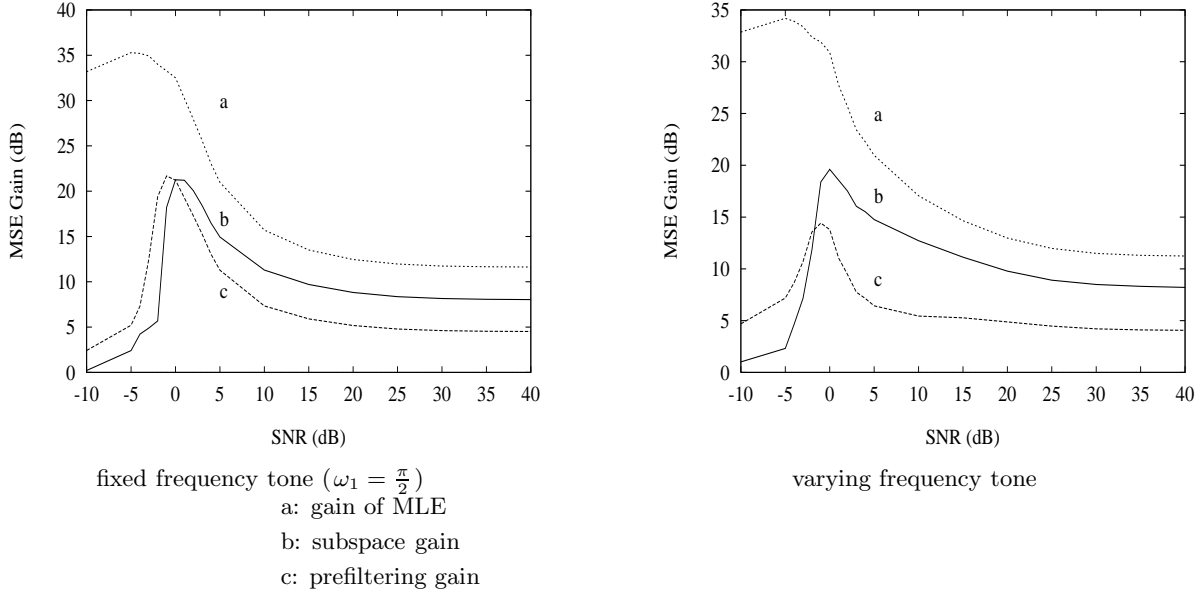 40
35
30
25
20
15
10
5
0
-10 -5 0 5 10 15 20 25 30 35 40
MSE Gain (dB)
SNR (dB)
a
b
c
fixed frequency tone (ω₁ = π/2)
a: gain of MLE
b: subspace gain
c: prefiltering gain
35
30
25
20
15
10
5
0
-10 -5 0 5 10 15 20 25 30 35 40
MSE Gain (dB)
SNR (dB)
a
b
c
varying frequency tone